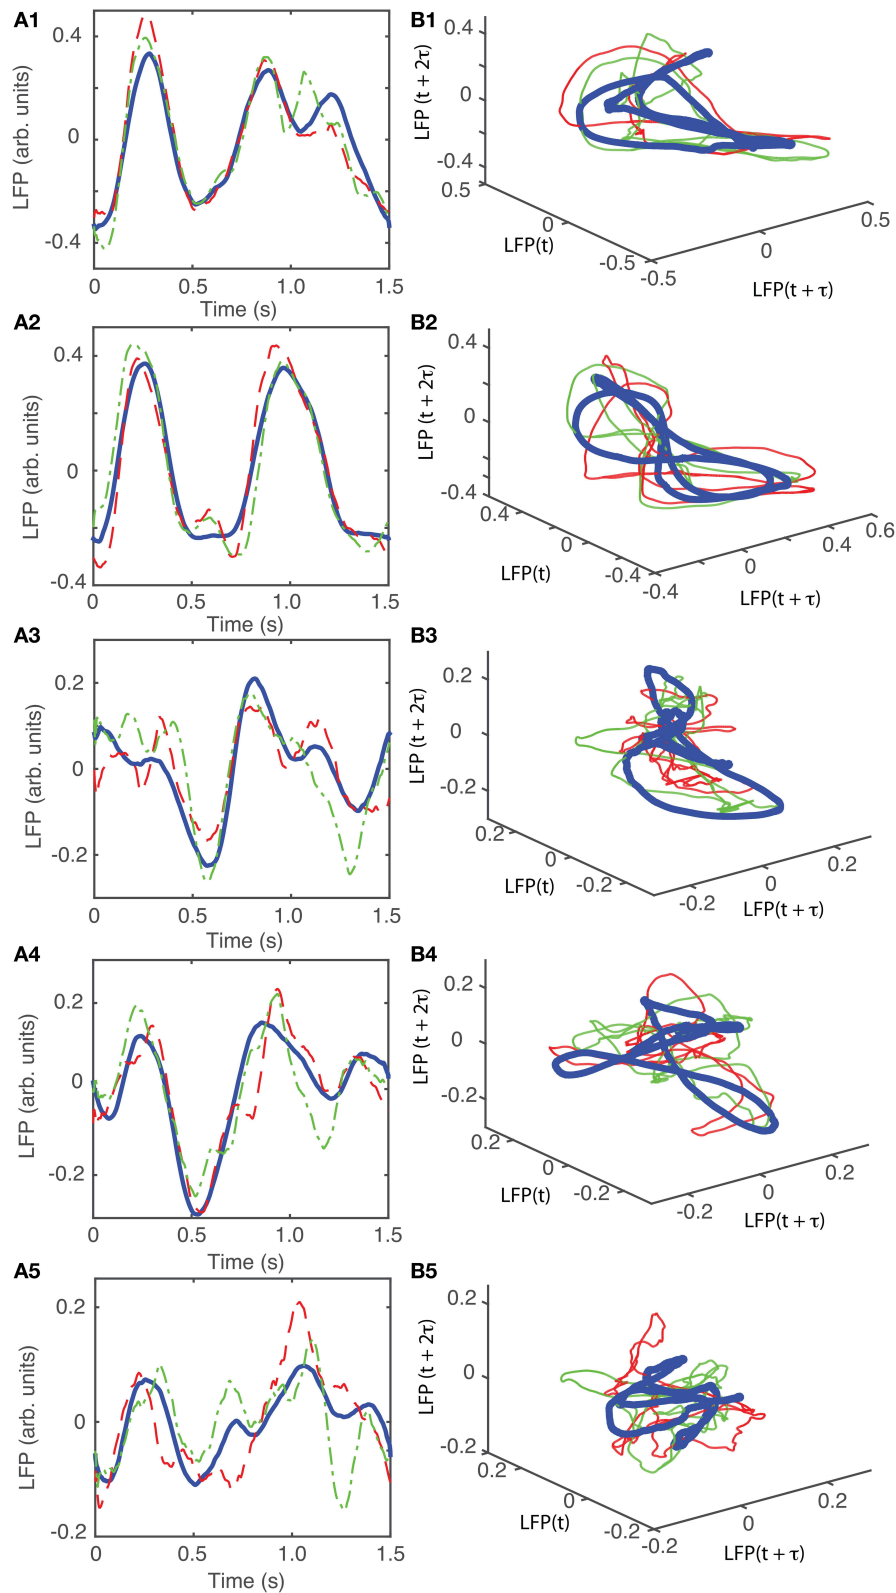 A1
LFP (arb. units)
0.4
0
-0.4
0 0.5 1.0 1.5
Time (s)
B1
LFP (t + 2τ)
0.4
0
-0.4
0.5
0
-0.5
LFP(t)
-0.5
0
0.5
LFP(t + τ)
A2
LFP (arb. units)
0.4
0
-0.4
0 0.5 1.0 1.5
Time (s)
B2
LFP (t + 2τ)
0.4
0
-0.4
0.4
0
-0.4
LFP(t)
-0.4
0
0.4
0.6
LFP(t + τ)
A3
LFP (arb. units)
0.2
0
-0.2
0 0.5 1.0 1.5
Time (s)
B3
LFP (t + 2τ)
0.2
0
-0.2
0.2
0
-0.2
LFP(t)
-0.2
0
0.2
LFP(t + τ)
A4
LFP (arb. units)
0.2
0
-0.2
0 0.5 1.0 1.5
Time (s)
B4
LFP (t + 2τ)
0.2
0
-0.2
0.2
0
-0.2
LFP(t)
-0.2
0
0.2
LFP(t + τ)
A5
LFP (arb. units)
0.2
0
-0.2
0 0.5 1.0 1.5
Time (s)
B5
LFP (t + 2τ)
0.2
0
-0.2
0.2
0
-0.2
LFP(t)
-0.2
0
0.2
LFP(t + τ)